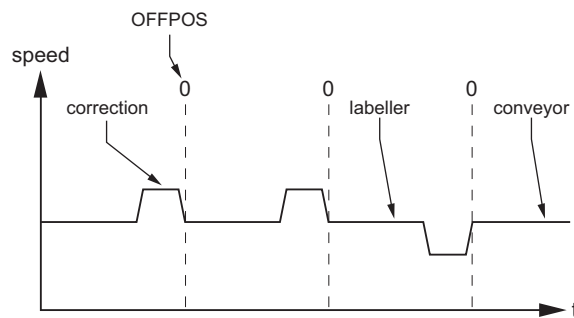 OFFPOS
speed
0 0 0
correction labeller conveyor
t